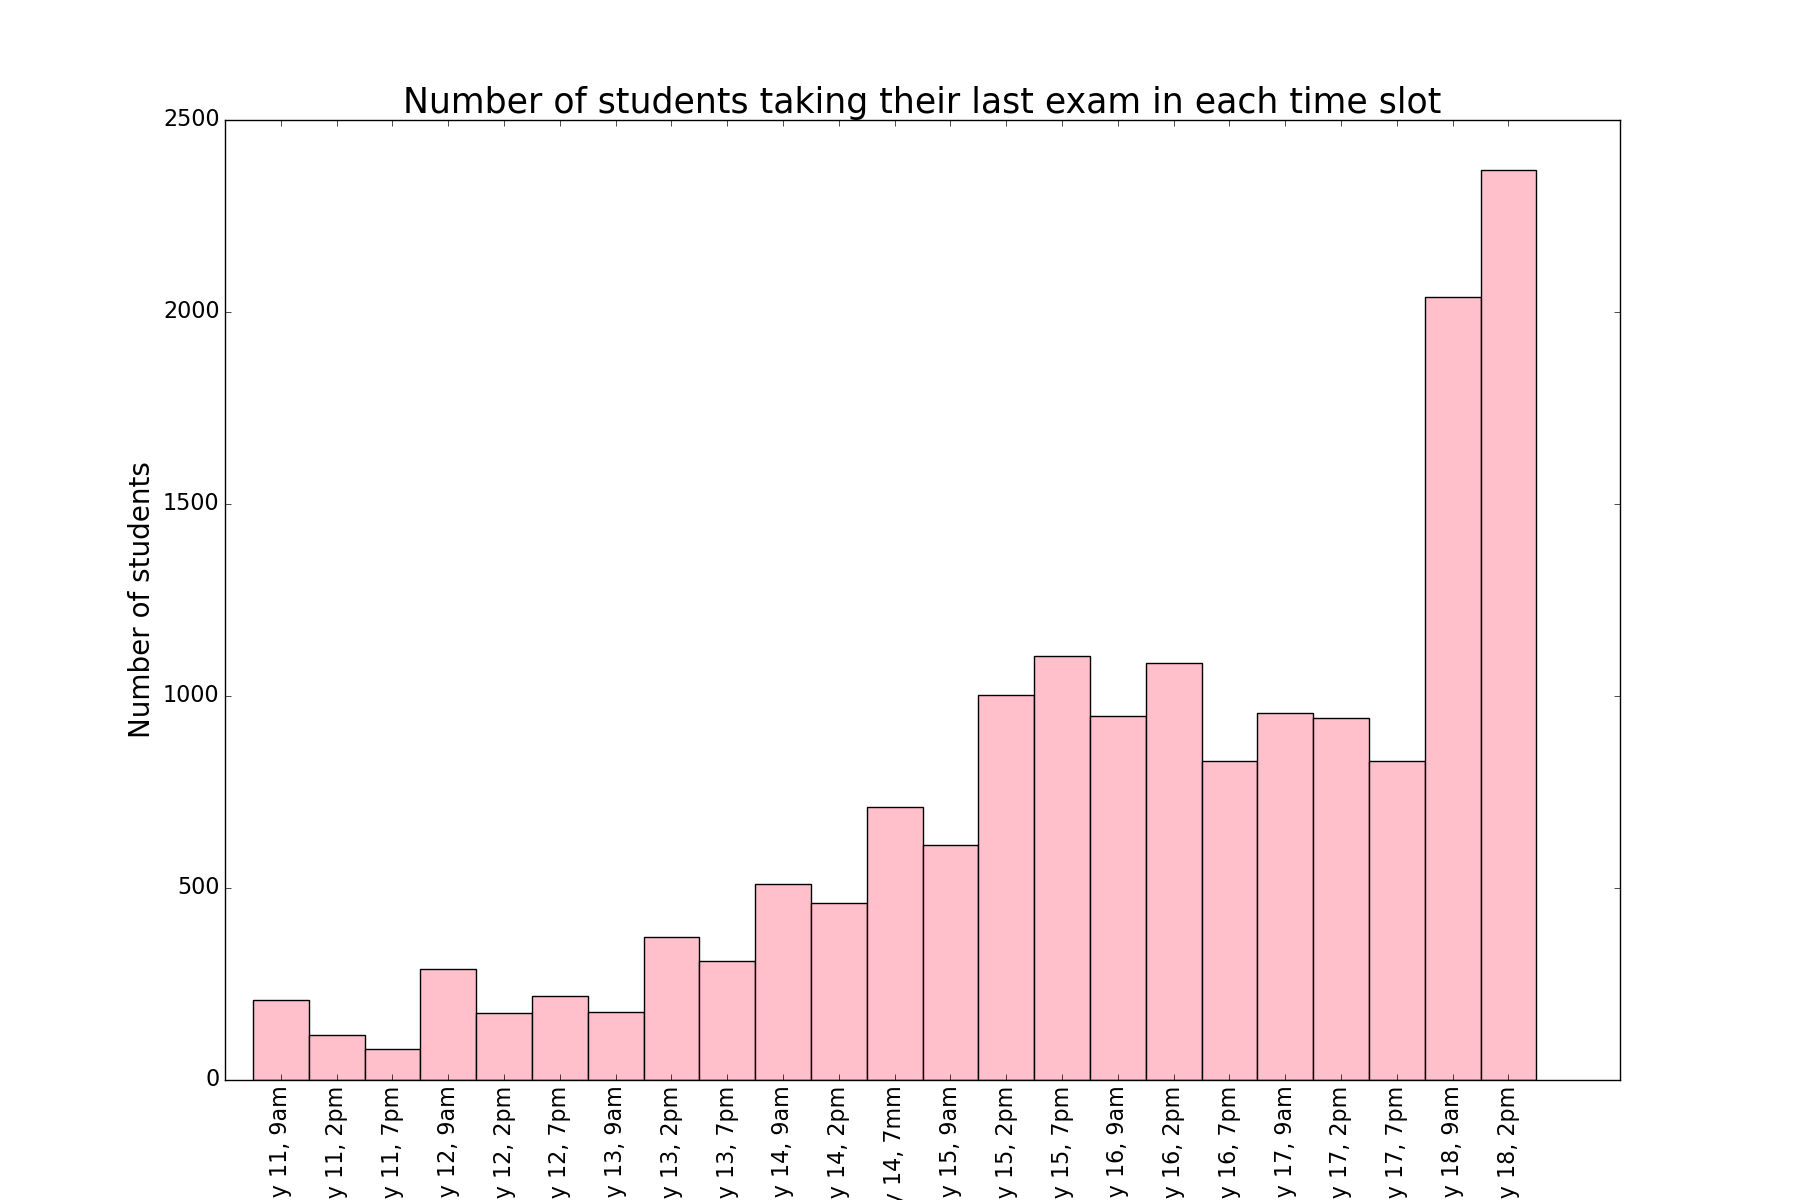 Number of students taking their last exam in each time slot
Number of students
2500
2000
1500
1000
500
0
y 11, 9am
y 11, 2pm
y 11, 7pm
y 12, 9am
y 12, 2pm
y 12, 7pm
y 13, 9am
y 13, 2pm
y 13, 7pm
y 14, 9am
y 14, 2pm
y 14, 7mm
y 15, 9am
y 15, 2pm
y 15, 7pm
y 16, 9am
y 16, 2pm
y 16, 7pm
y 17, 9am
y 17, 2pm
y 17, 7pm
y 18, 9am
y 18, 2pm